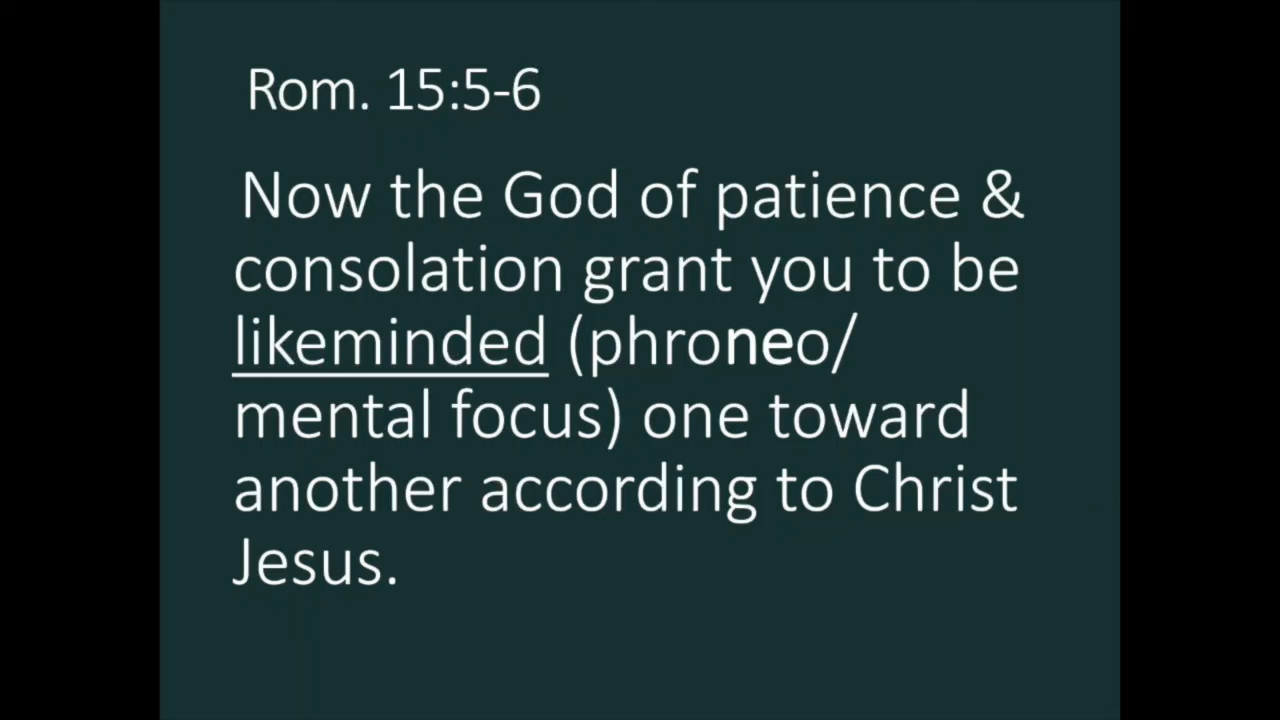 Rom. 15:5-6
Now the God of patience &
consolation grant you to be
likeminded (phroneo/
mental focus) one toward
another according to Christ
Jesus.